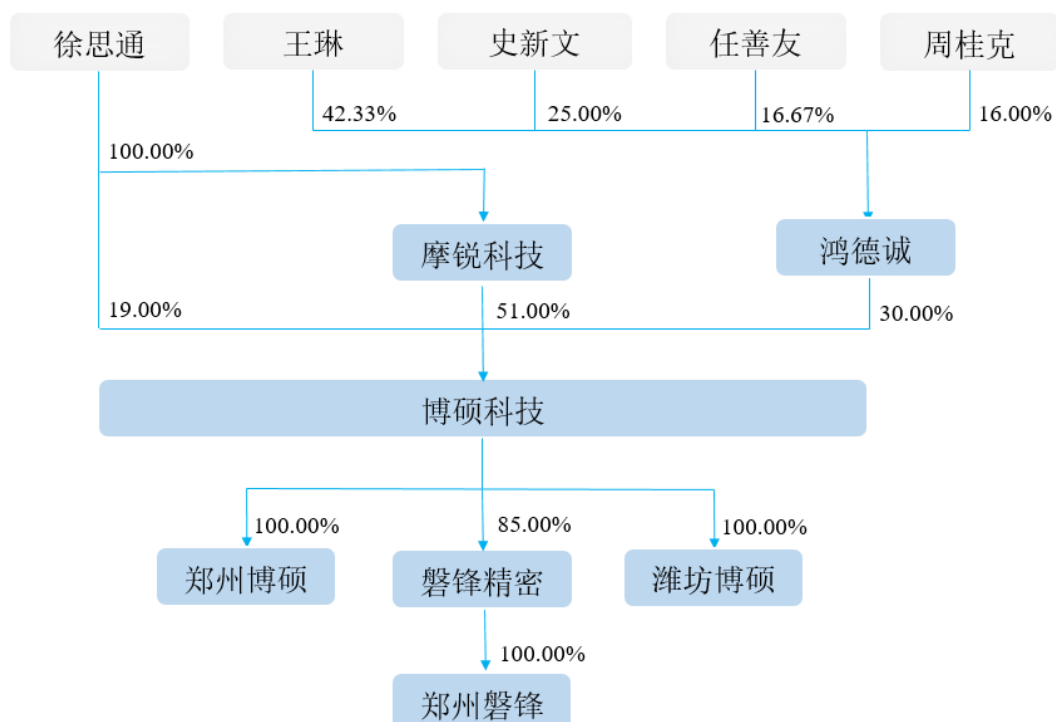 徐思通
王琳
史新文
任善友
周桂克
42.33%
25.00%
16.67%
16.00%
100.00%
摩锐科技
鸿德诚
19.00%
51.00%
30.00%
博硕科技
100.00%
85.00%
100.00%
郑州博硕
磐锋精密
潍坊博硕
100.00%
郑州磐锋